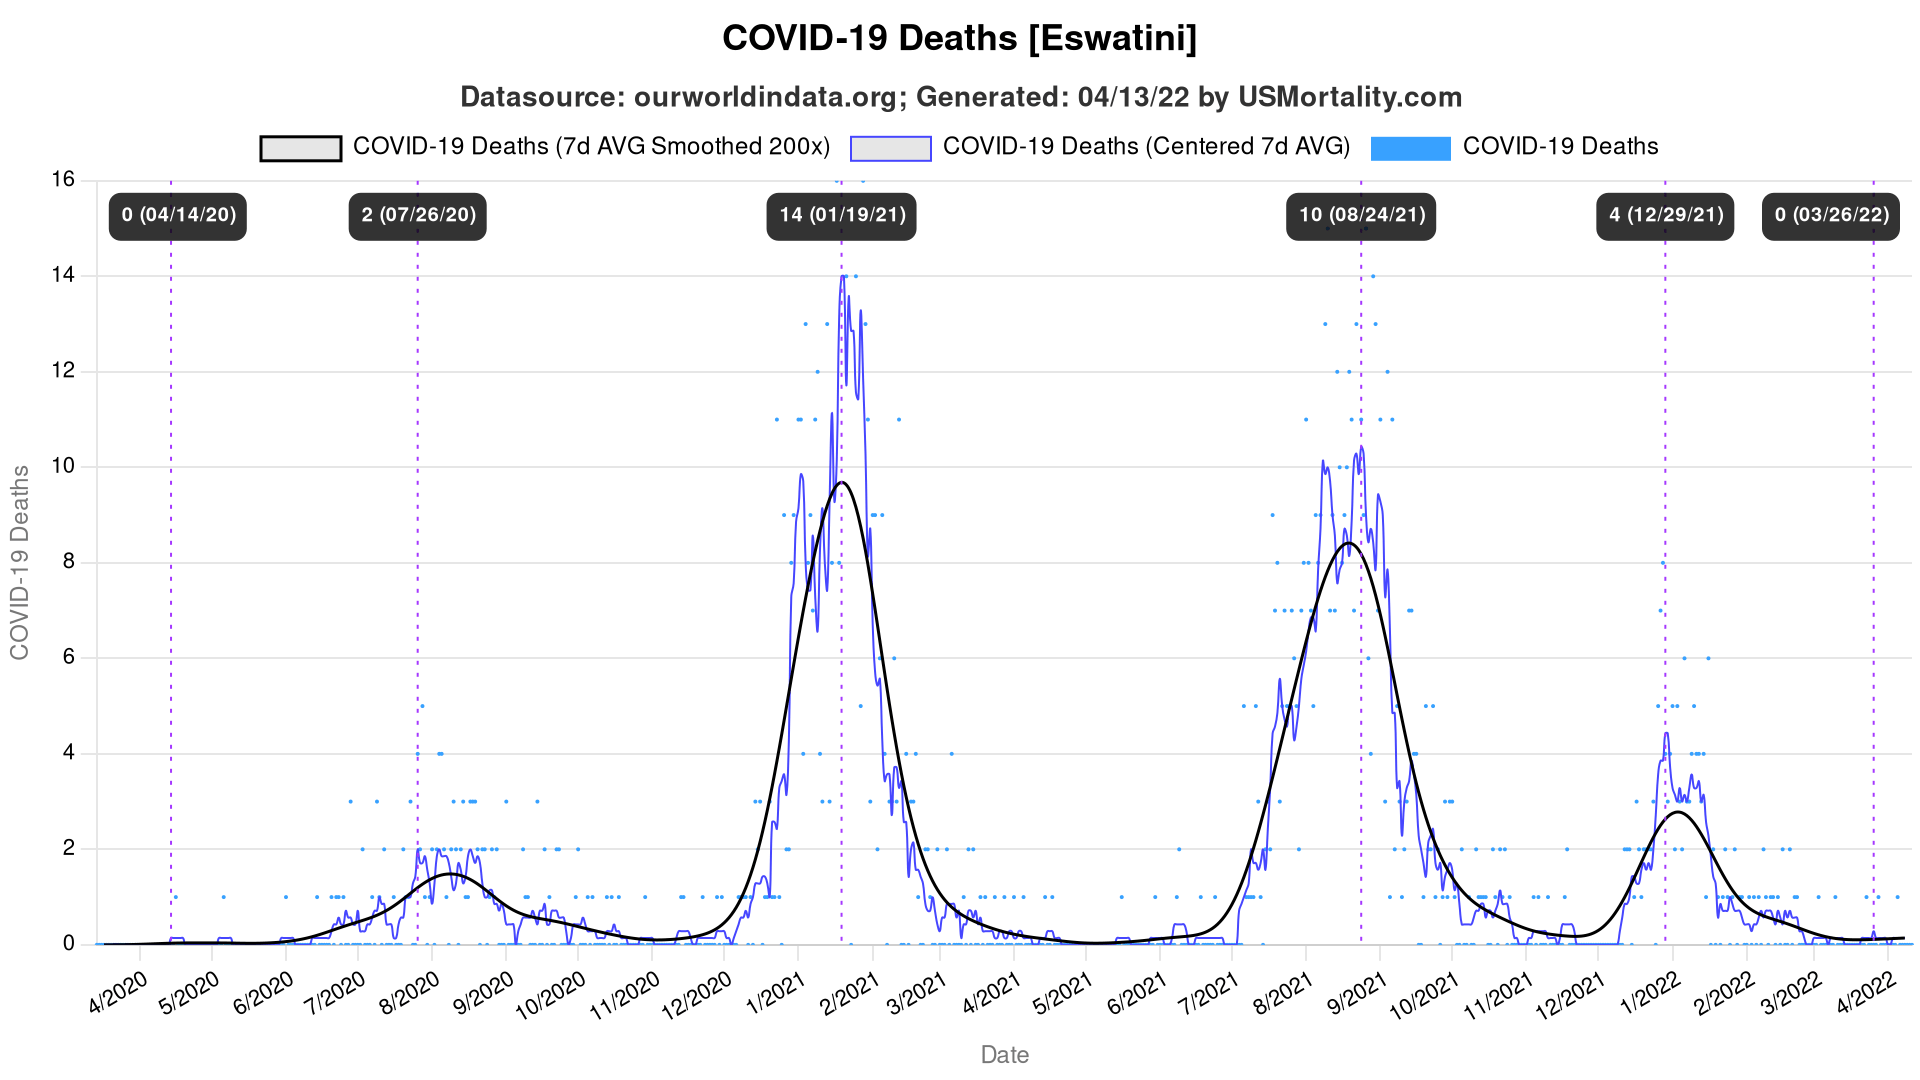 COVID-19 Deaths [Eswatini]
Datasource: ourworldindata.org; Generated: 04/13/22 by USMortality.com
COVID-19 Deaths (7d AVG Smoothed 200x) COVID-19 Deaths (Centered 7d AVG) COVID-19 Deaths
16
0 (04/14/20) 2 (07/26/20) 14 (01/19/21) 10 (08/24/21) 4 (12/29/21) 0 (03/26/22)
14
12
10
8
6
4
2
0
COVID-19 Deaths
4/2020 5/2020 6/2020 7/2020 8/2020 9/2020 10/2020 11/2020 12/2020 1/2021 2/2021 3/2021 4/2021 5/2021 6/2021 7/2021 8/2021 9/2021 10/2021 11/2021 12/2021 1/2022 2/2022 3/2022 4/2022
Date